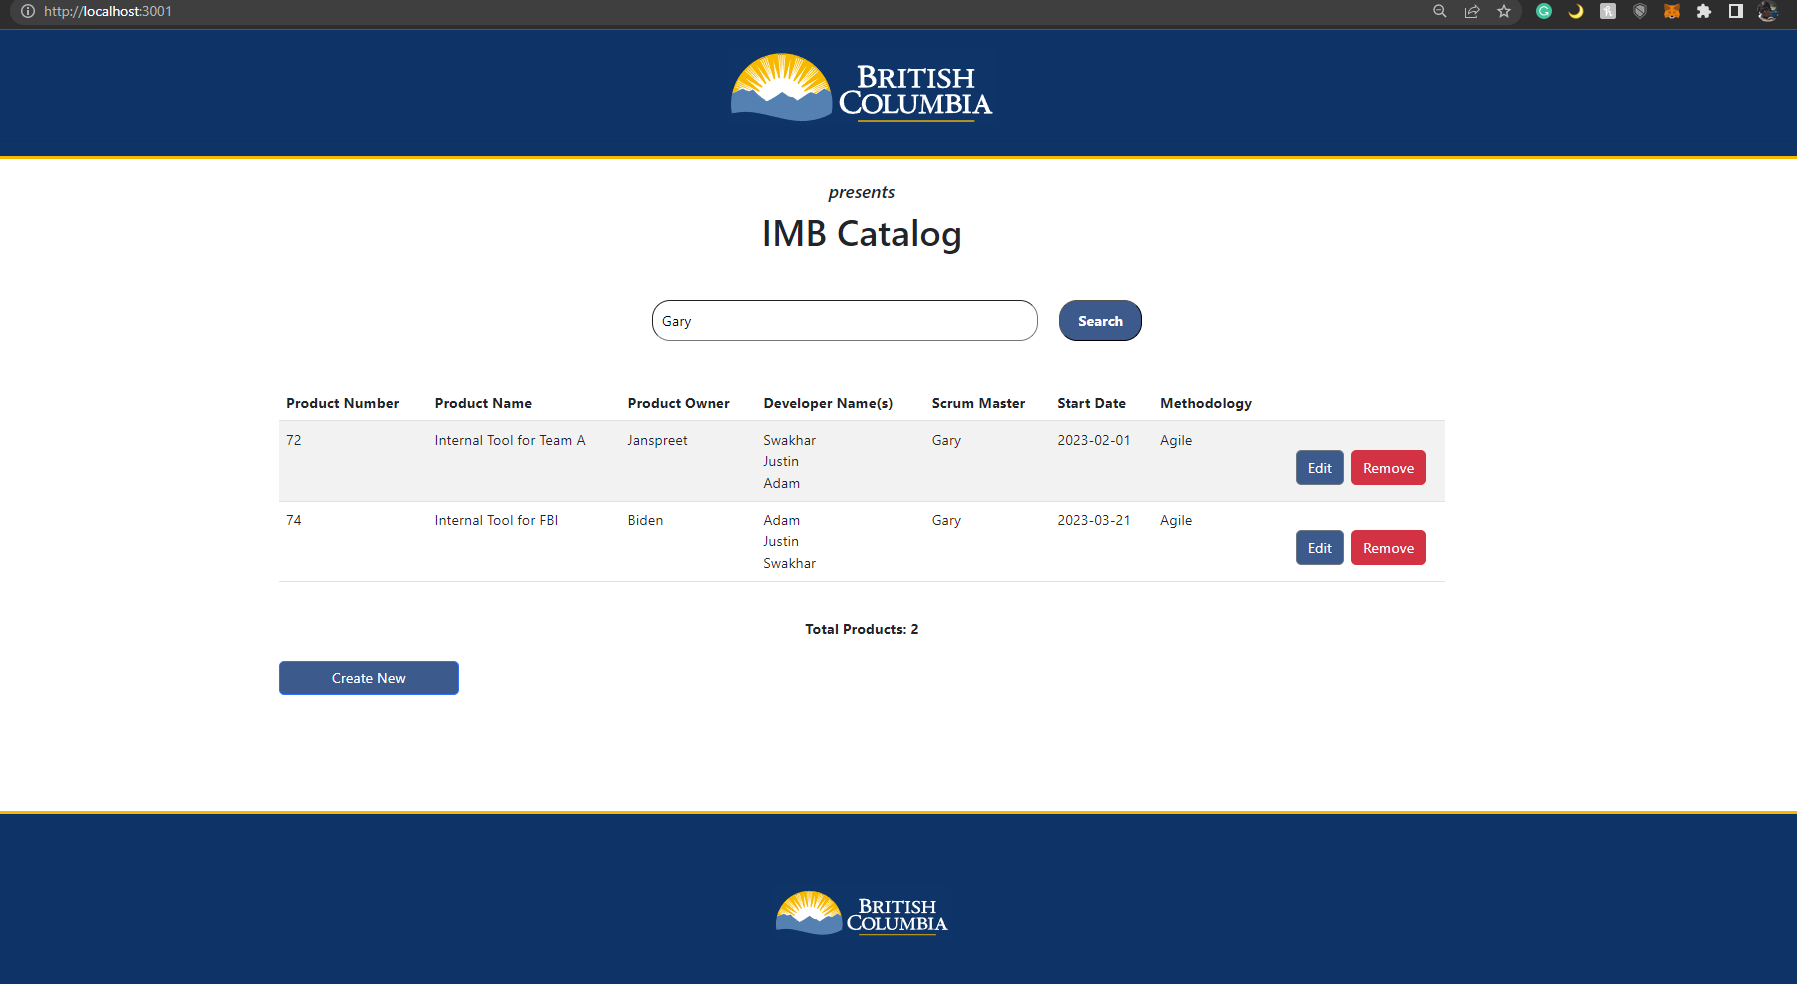 http://localhost:3001
BRITISH
COLUMBIA
presents
IMB Catalog
Gary
Search
Product Number Product Name Product Owner Developer Name(s) Scrum Master Start Date Methodology
72 Internal Tool for Team A Janspreet Swakhar Gary 2023-02-01 Agile
Justin
Edit Remove
Adam
74 Internal Tool for FBI Biden Adam Gary 2023-03-21 Agile
Justin
Edit Remove
Swakhar
Total Products: 2
Create New
BRITISH
COLUMBIA